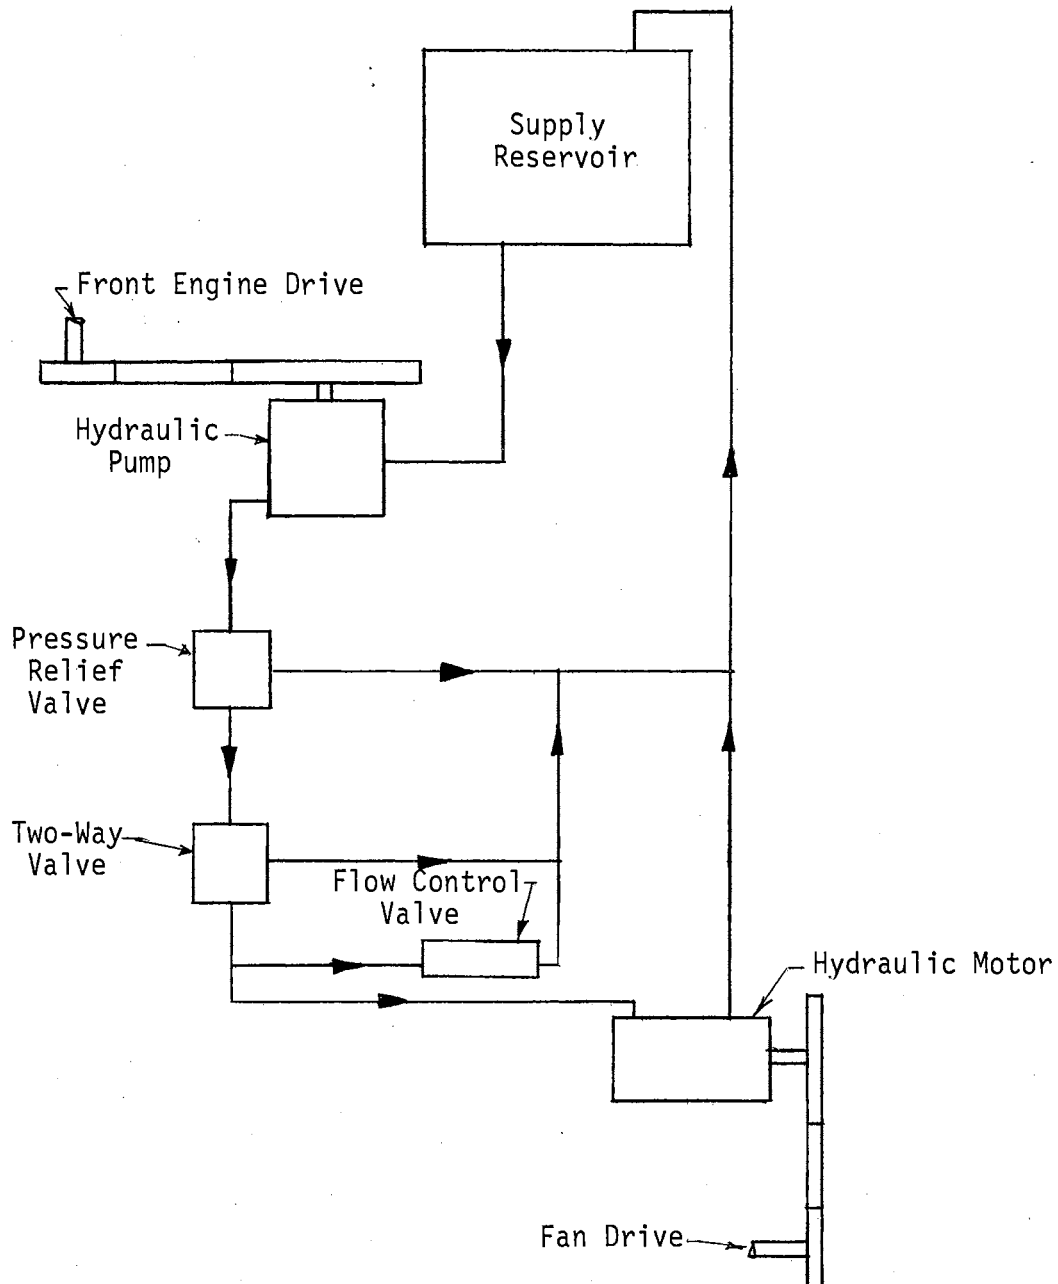 Supply
Reservoir
Front Engine Drive
Hydraulic
Pump
Pressure
Relief
Valve
Two-Way
Valve
Flow Control
Valve
Hydraulic Motor
Fan Drive